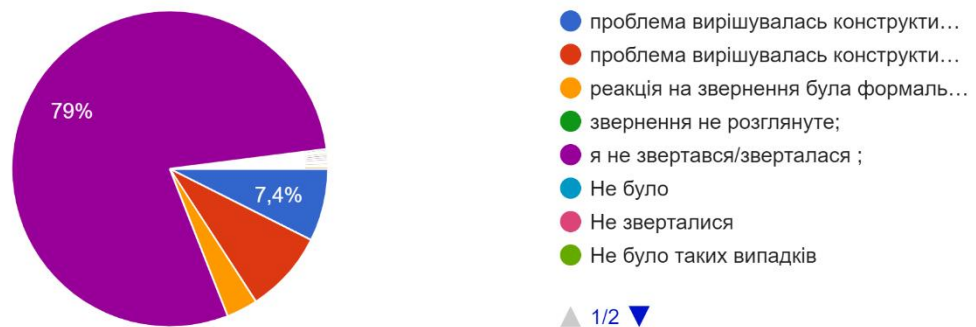 79%
7,4%
проблема вирішувалась конструкти…
проблема вирішувалась конструкти…
реакція на звернення була формаль…
звернення не розглянуте;
я не звертався/зверталася ;
Не було
Не зверталися
Не було таких випадків
1/2